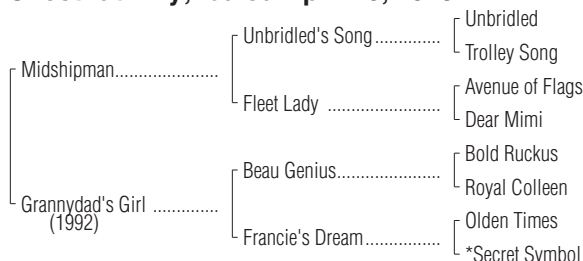 Unbridled
Unbridled's Song..............
Trolley Song
Midshipman.......................
Avenue of Flags
Fleet Lady .........................
Dear Mimi
Bold Ruckus
Beau Genius.......................
Royal Colleen
Grannydad's Girl ..............
(1992)
Olden Times
Francie's Dream.................
*Secret Symbol